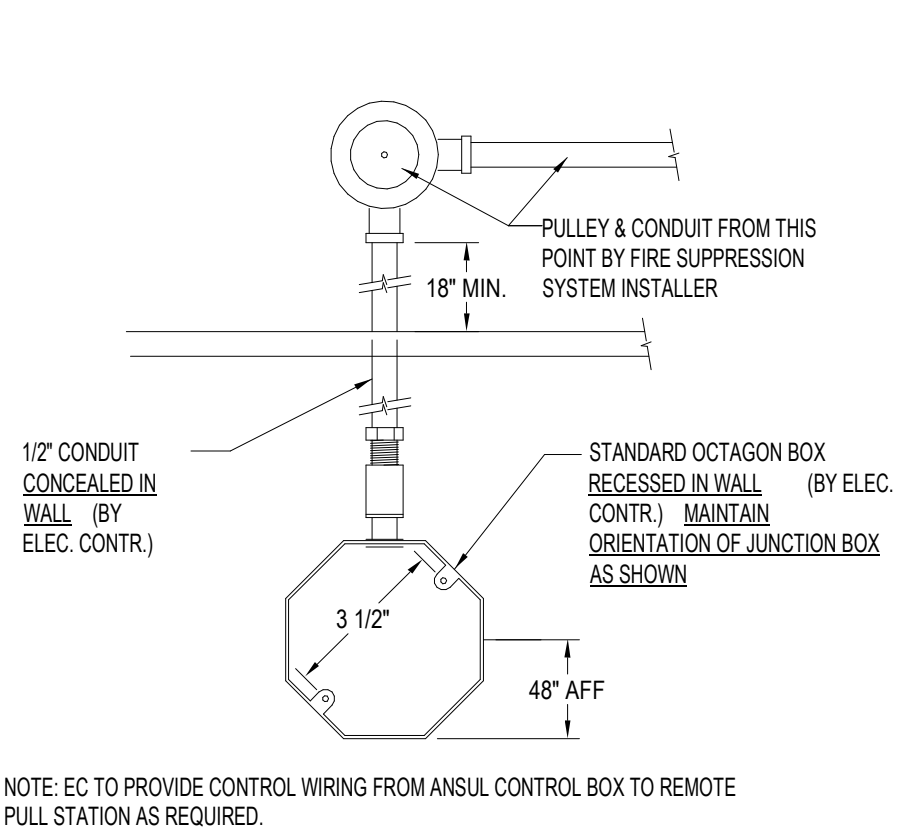 PULLEY & CONDUIT FROM THIS
POINT BY FIRE SUPPRESSION
SYSTEM INSTALLER
18" MIN.
1/2" CONDUIT
CONCEALED IN
WALL (BY
ELEC. CONTR.)
STANDARD OCTAGON BOX
RECESSED IN WALL (BY ELEC.
CONTR.) MAINTAIN
ORIENTATION OF JUNCTION BOX
AS SHOWN
3 1/2"
48" AFF
NOTE: EC TO PROVIDE CONTROL WIRING FROM ANSUL CONTROL BOX TO REMOTE
PULL STATION AS REQUIRED.